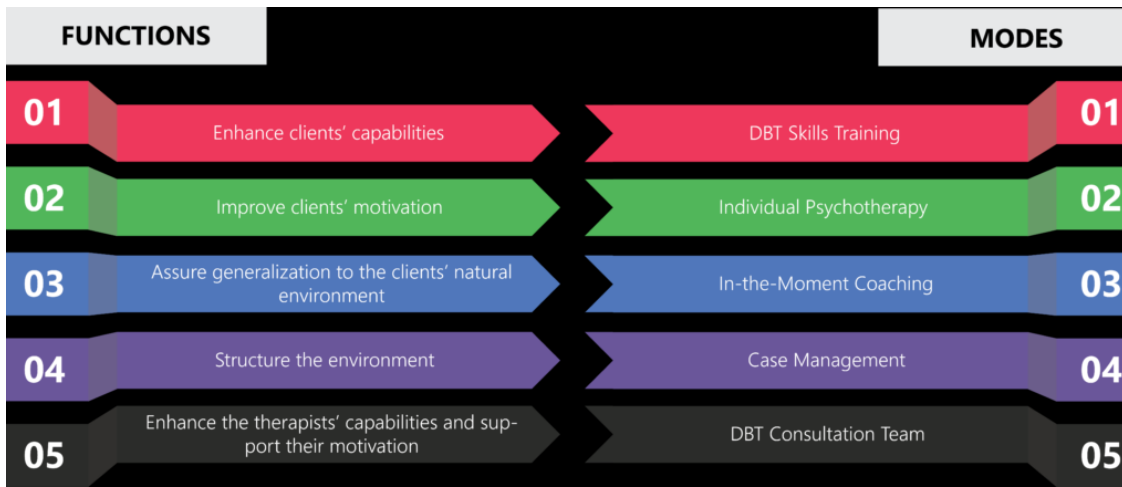 FUNCTIONS
MODES
01
Enhance clients' capabilities
DBT Skills Training
01
02
Improve clients' motivation
Individual Psychotherapy
02
03
Assure generalization to the clients' natural
environment
In-the-Moment Coaching
03
04
Structure the environment
Case Management
04
05
Enhance the therapists' capabilities and sup-
port their motivation
DBT Consultation Team
05